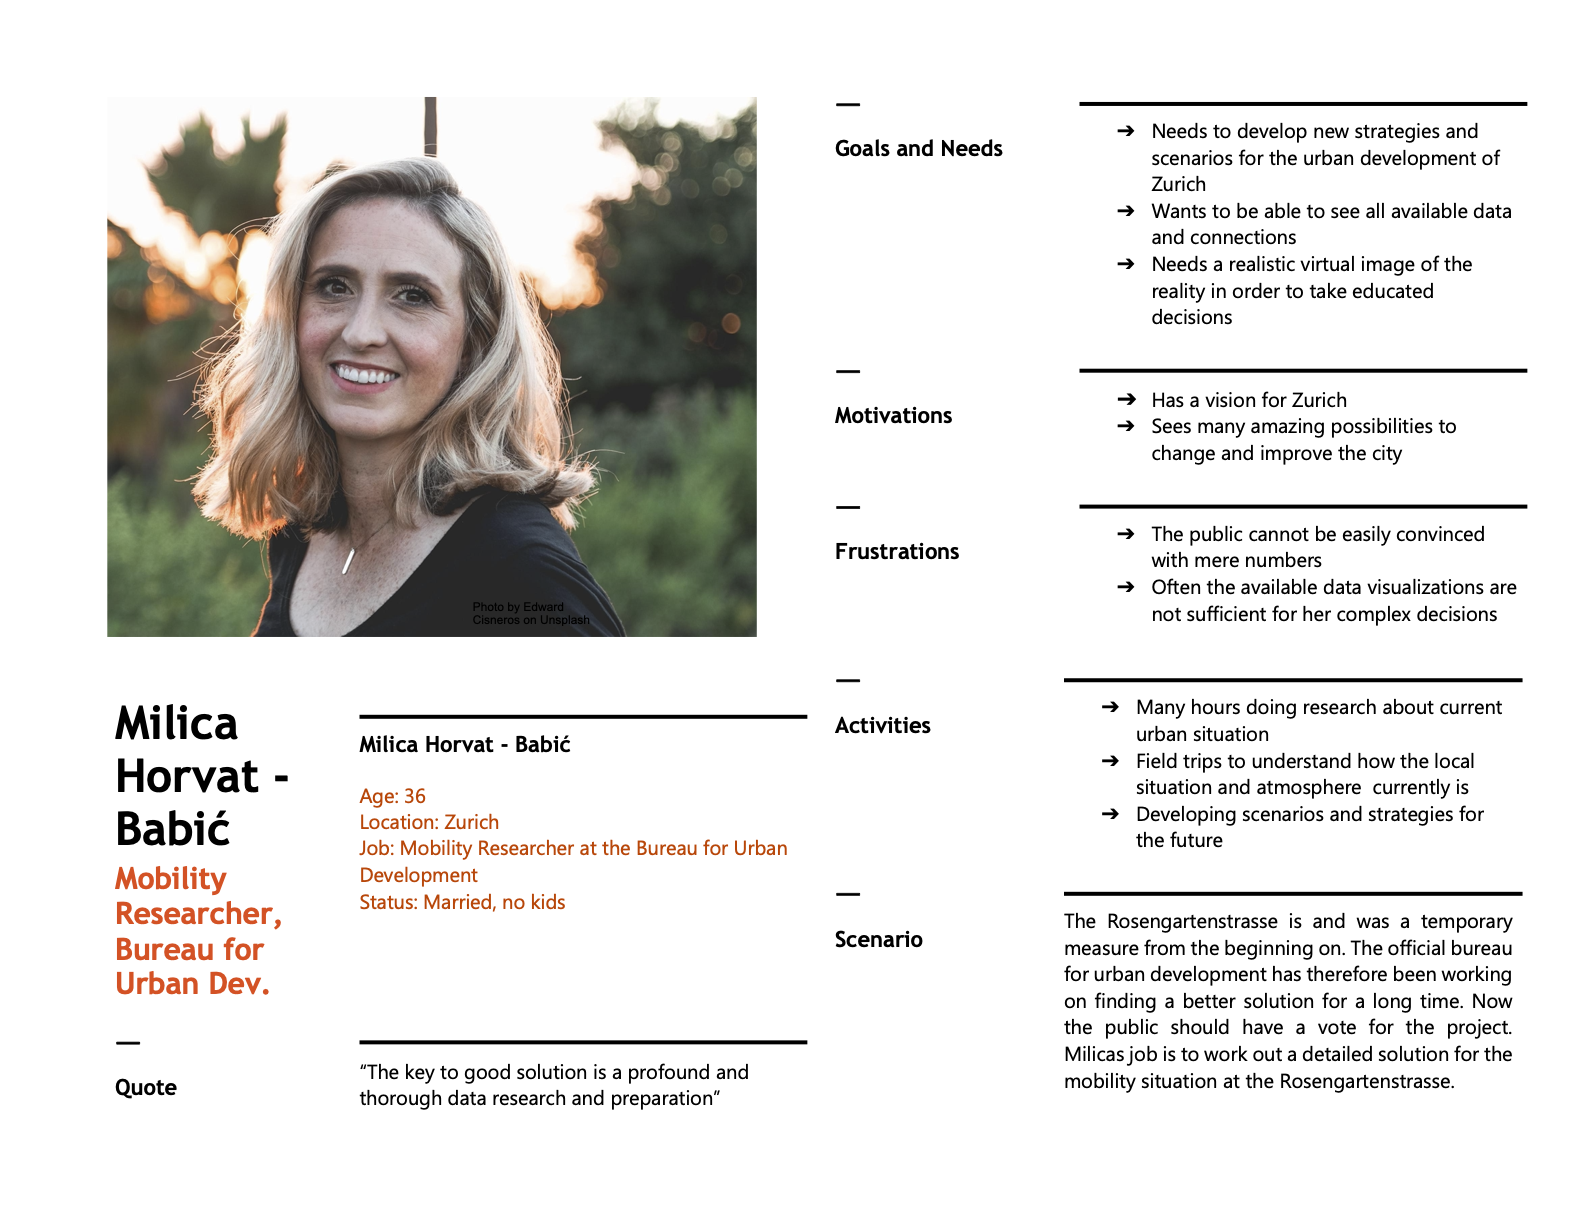 Photo by Edward
Cisneros on Unsplash
Milica
Horvat -
Babić
Mobility
Researcher,
Bureau for
Urban Dev.
Milica Horvat - Babić
Age: 36
Location: Zurich
Job: Mobility Researcher at the Bureau for Urban
Development
Status: Married, no kids
—
Quote
“The key to good solution is a profound and
thorough data research and preparation”
—
Goals and Needs
➔ Needs to develop new strategies and
scenarios for the urban development of
Zurich
➔ Wants to be able to see all available data
and connections
➔ Needs a realistic virtual image of the
reality in order to take educated
decisions
—
Motivations
➔ Has a vision for Zurich
➔ Sees many amazing possibilities to
change and improve the city
—
Frustrations
➔ The public cannot be easily convinced
with mere numbers
➔ Often the available data visualizations are
not sufficient for her complex decisions
—
Activities
➔ Many hours doing research about current
urban situation
➔ Field trips to understand how the local
situation and atmosphere  currently is
➔ Developing scenarios and strategies for
the future
—
Scenario
The Rosengartenstrasse is and was a temporary
measure from the beginning on. The official bureau
for urban development has therefore been working
on finding a better solution for a long time. Now
the public should have a vote for the project.
Milicas job is to work out a detailed solution for the
mobility situation at the Rosengartenstrasse.